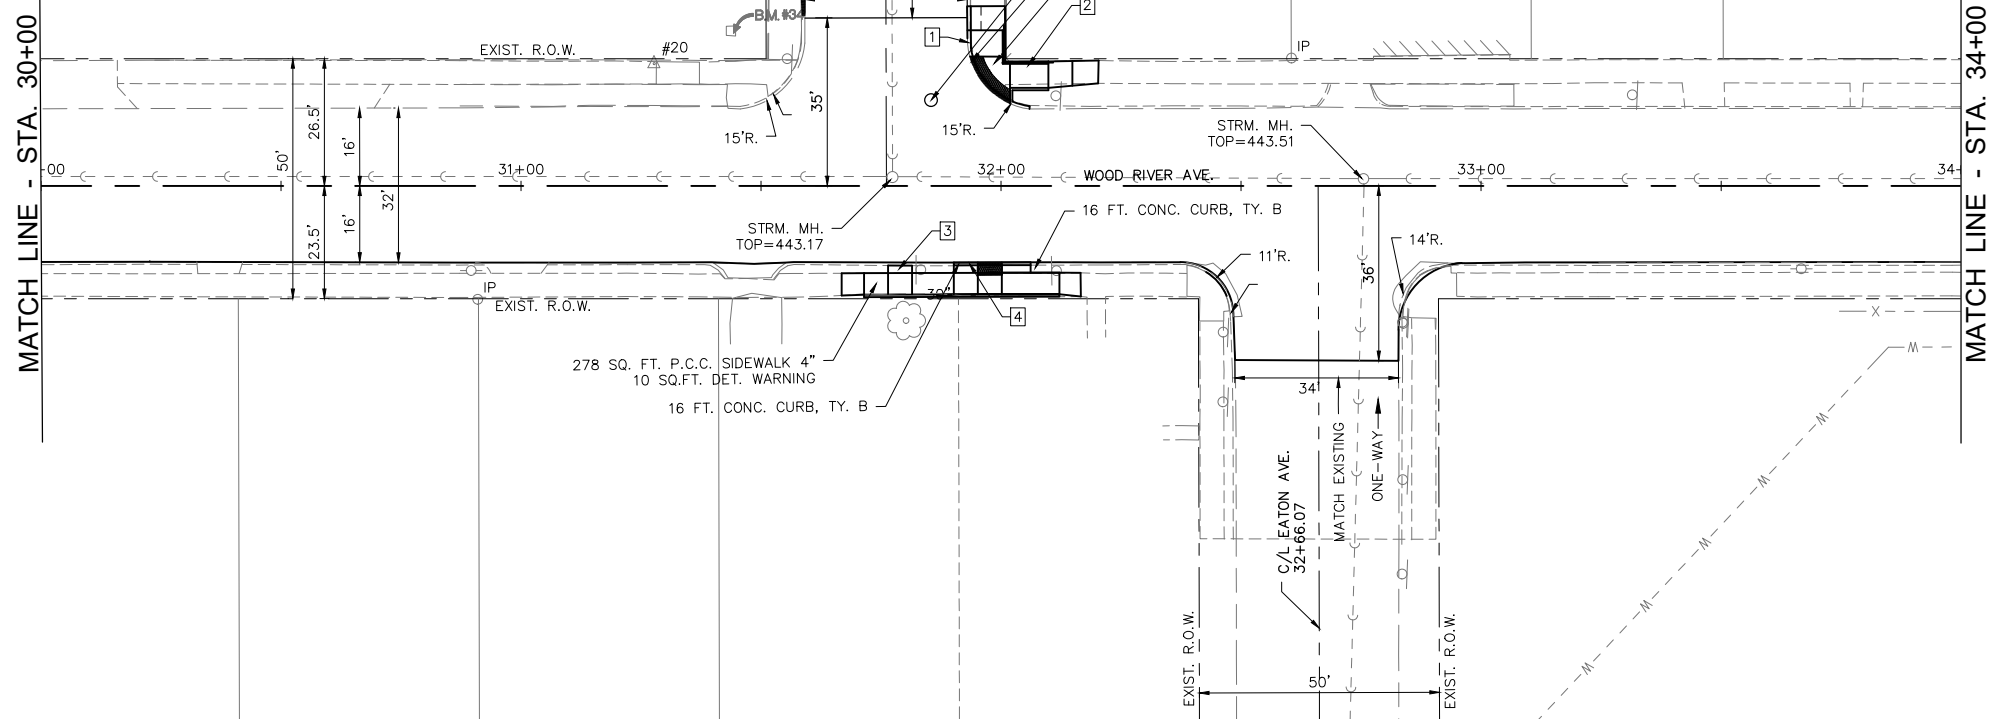 MATCH LINE - STA. 30+00
MATCH LINE - STA. 34+00
B.M. #34
EXIST. R.O.W.
#20
1
2
IP
35'
26.5'
50'
16'
32'
15'R.
15'R.
STRM. MH.
TOP=443.51
00
31+00
32+00
WOOD RIVER AVE.
33+00
34+
16'
23.5'
STRM. MH.
TOP=443.17
3
16 FT. CONC. CURB, TY. B
11'R.
14'R.
36'
IP
EXIST. R.O.W.
30"
4
X
278 SQ. FT. P.C.C. SIDEWALK 4"
10 SQ.FT. DET. WARNING
16 FT. CONC. CURB, TY. B
34'
MATCH EXISTING
ONE-WAY
C/L EATON AVE.
32+66.07
W
W
W
W
W
W
EXIST. R.O.W.
EXIST. R.O.W.
50'